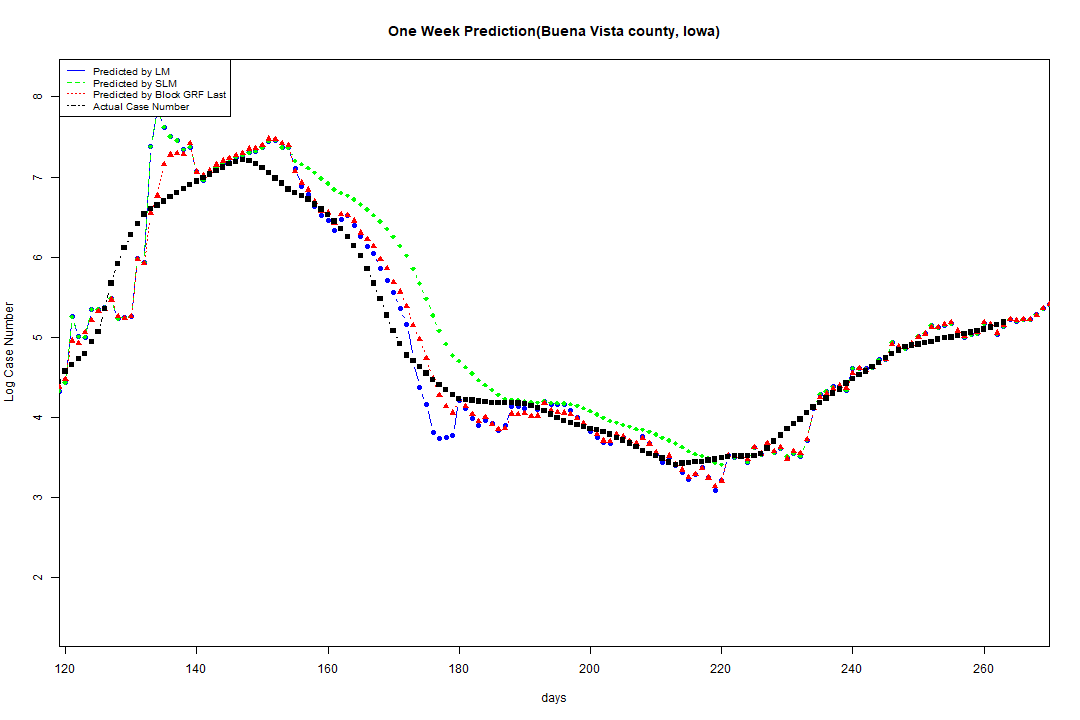 One Week Prediction(Buena Vista county, Iowa)
Predicted by LM
Predicted by SLM
Predicted by Block GRF Last
Actual Case Number
8
7
6
5
4
3
2
Log Case Number
120 140 160 180 200 220 240 260
days